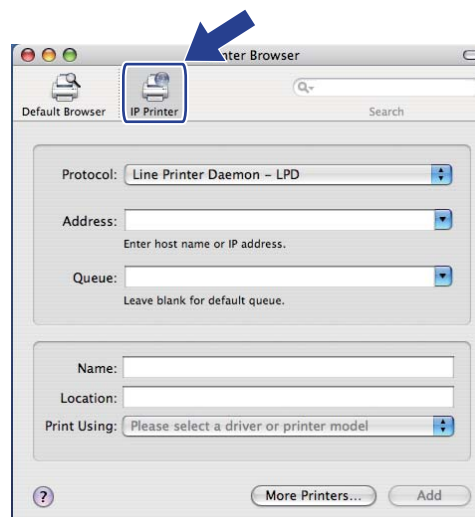 nter Browser
Default Browser
IP Printer
Search
Protocol:
Line Printer Daemon – LPD
Address:
Enter host name or IP address.
Queue:
Leave blank for default queue.
Name:
Location:
Print Using:
Please select a driver or printer model
?
More Printers...
Add